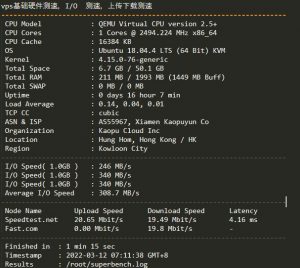 vps基础硬件测速, I/O 测速, 上传下载测速
CPU Model : QEMU Virtual CPU version 2.5+
CPU Cores : 1 Cores @ 2494.224 MHz x86_64
CPU Cache : 16384 KB
OS : Ubuntu 18.04.4 LTS (64 Bit) KVM
Kernel : 4.15.0-76-generic
Total Space : 6.7 GB / 50.1 GB
Total RAM : 211 MB / 1993 MB (1449 MB Buff)
Total SWAP : 0 MB / 0 MB
Uptime : 0 days 16 hour 7 min
Load Average : 0.14, 0.04, 0.01
TCP CC : cubic
ASN & ISP : AS55967, Xiamen Kaopuyun Co
Organization : Kaopu Cloud Inc
Location : Hung Hom, Hong Kong / HK
Region : Kowloon City
I/O Speed( 1.0GB ) : 246 MB/s
I/O Speed( 1.0GB ) : 340 MB/s
I/O Speed( 1.0GB ) : 340 MB/s
Average I/O Speed : 308.7 MB/s
Node Name Upload Speed Download Speed Latency
Speedtest.net 20.65 Mbit/s 19.49 Mbit/s 4.16 ms
Fast.com 0.00 Mbit/s 19.8 Mbit/s -
Finished in : 1 min 15 sec
Timestamp : 2022-03-12 07:11:38 GMT+8
Results : /root/superbench.log